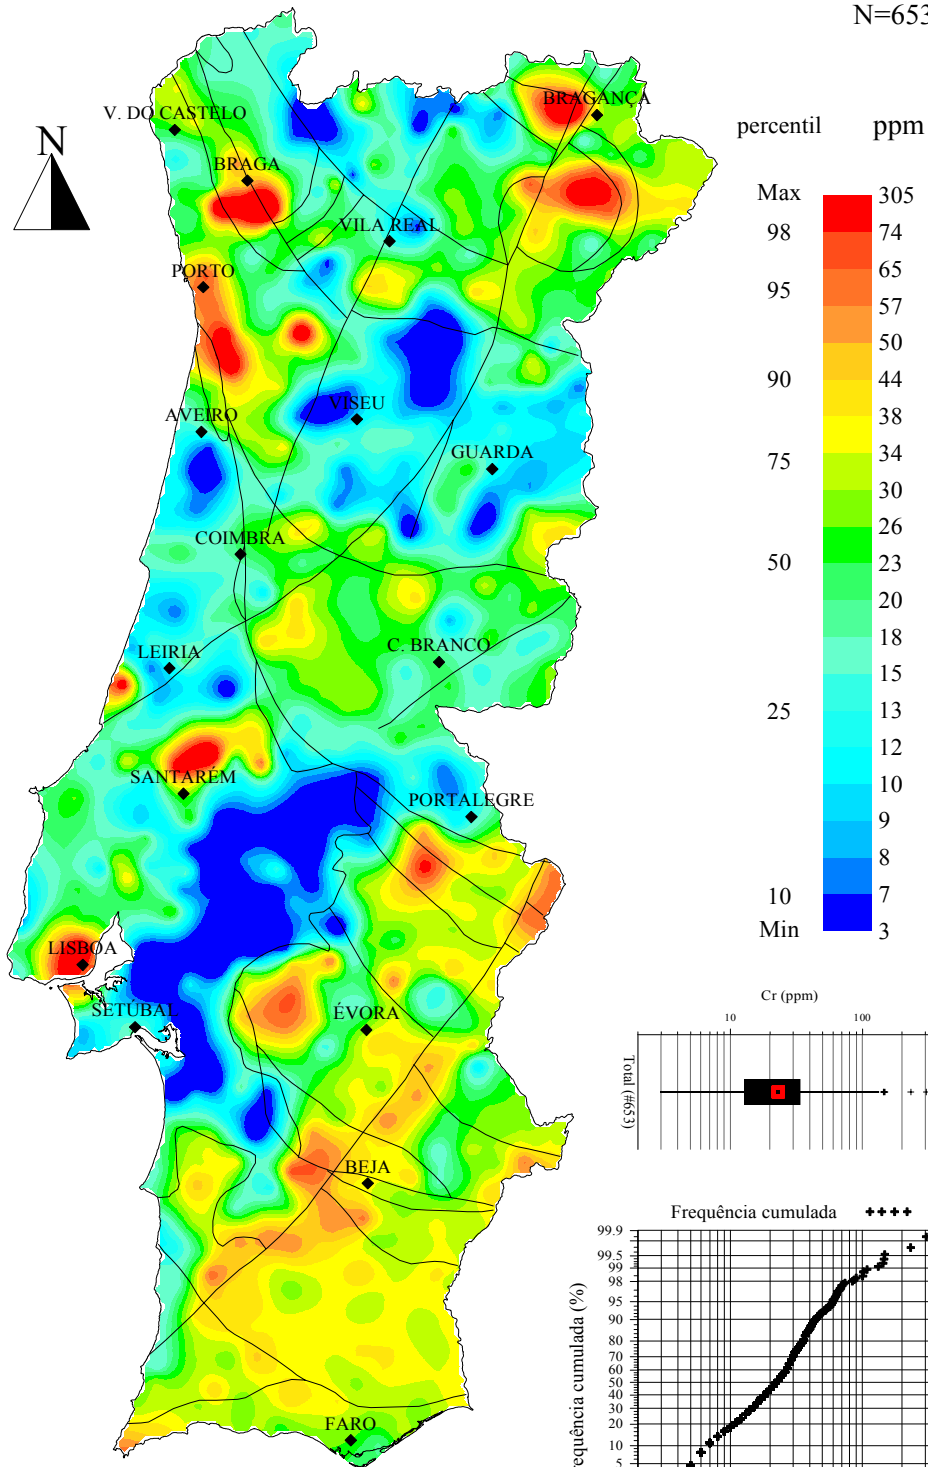 N=653
N
V. DO CASTELO
BRAGANÇA
BRAGA
VILA REAL
PORTO
AVEIRO
VISEU
GUARDA
COIMBRA
LEIRIA
C. BRANCO
SANTARÉM
PORTALEGRE
LISBOA
SETÚBAL
ÉVORA
BEJA
FARO
percentil ppm
Max 305
98 74
65
95 57
50
44
90 38
34
75 30
26
23
50 20
18
15
25 13
12
10
9
8
10 7
Min 3
Cr (ppm)
10 100
Total (#653)
Frequência cumulada
99.9
99.5
99
98
95
90
80
70
60
50
40
30
20
10
5
requência cumulada (%)